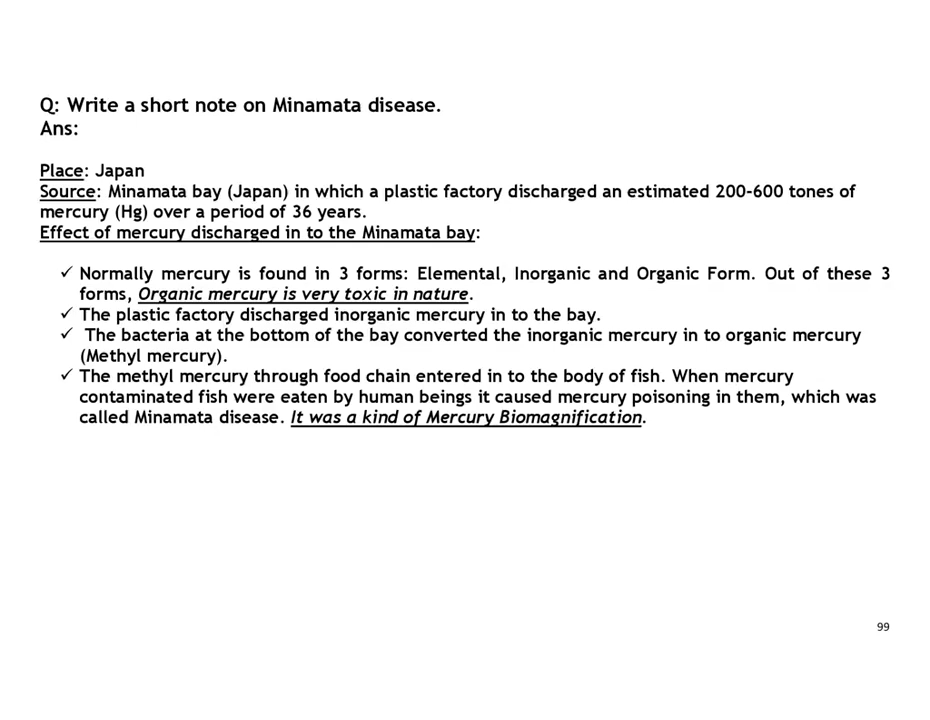 Q: Write a short note on Minamata disease.
Ans:
Place: Japan
Source: Minamata bay (Japan) in which a plastic factory discharged an estimated 200-600 tones of
mercury (Hg) over a period of 36 years.
Effect of mercury discharged in to the Minamata bay:
✓ Normally mercury is found in 3 forms: Elemental, Inorganic and Organic Form. Out of these 3
forms, Organic mercury is very toxic in nature.
✓ The plastic factory discharged inorganic mercury in to the bay.
✓ The bacteria at the bottom of the bay converted the inorganic mercury in to organic mercury
(Methyl mercury).
✓ The methyl mercury through food chain entered in to the body of fish. When mercury
contaminated fish were eaten by human beings it caused mercury poisoning in them, which was
called Minamata disease. It was a kind of Mercury Biomagnification.
99